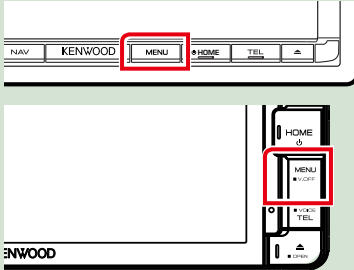 NAV KENWOOD MENU HOME TEL
HOME
MENU
V.OFF
VOICE
TEL
ENWOOD
OPEN